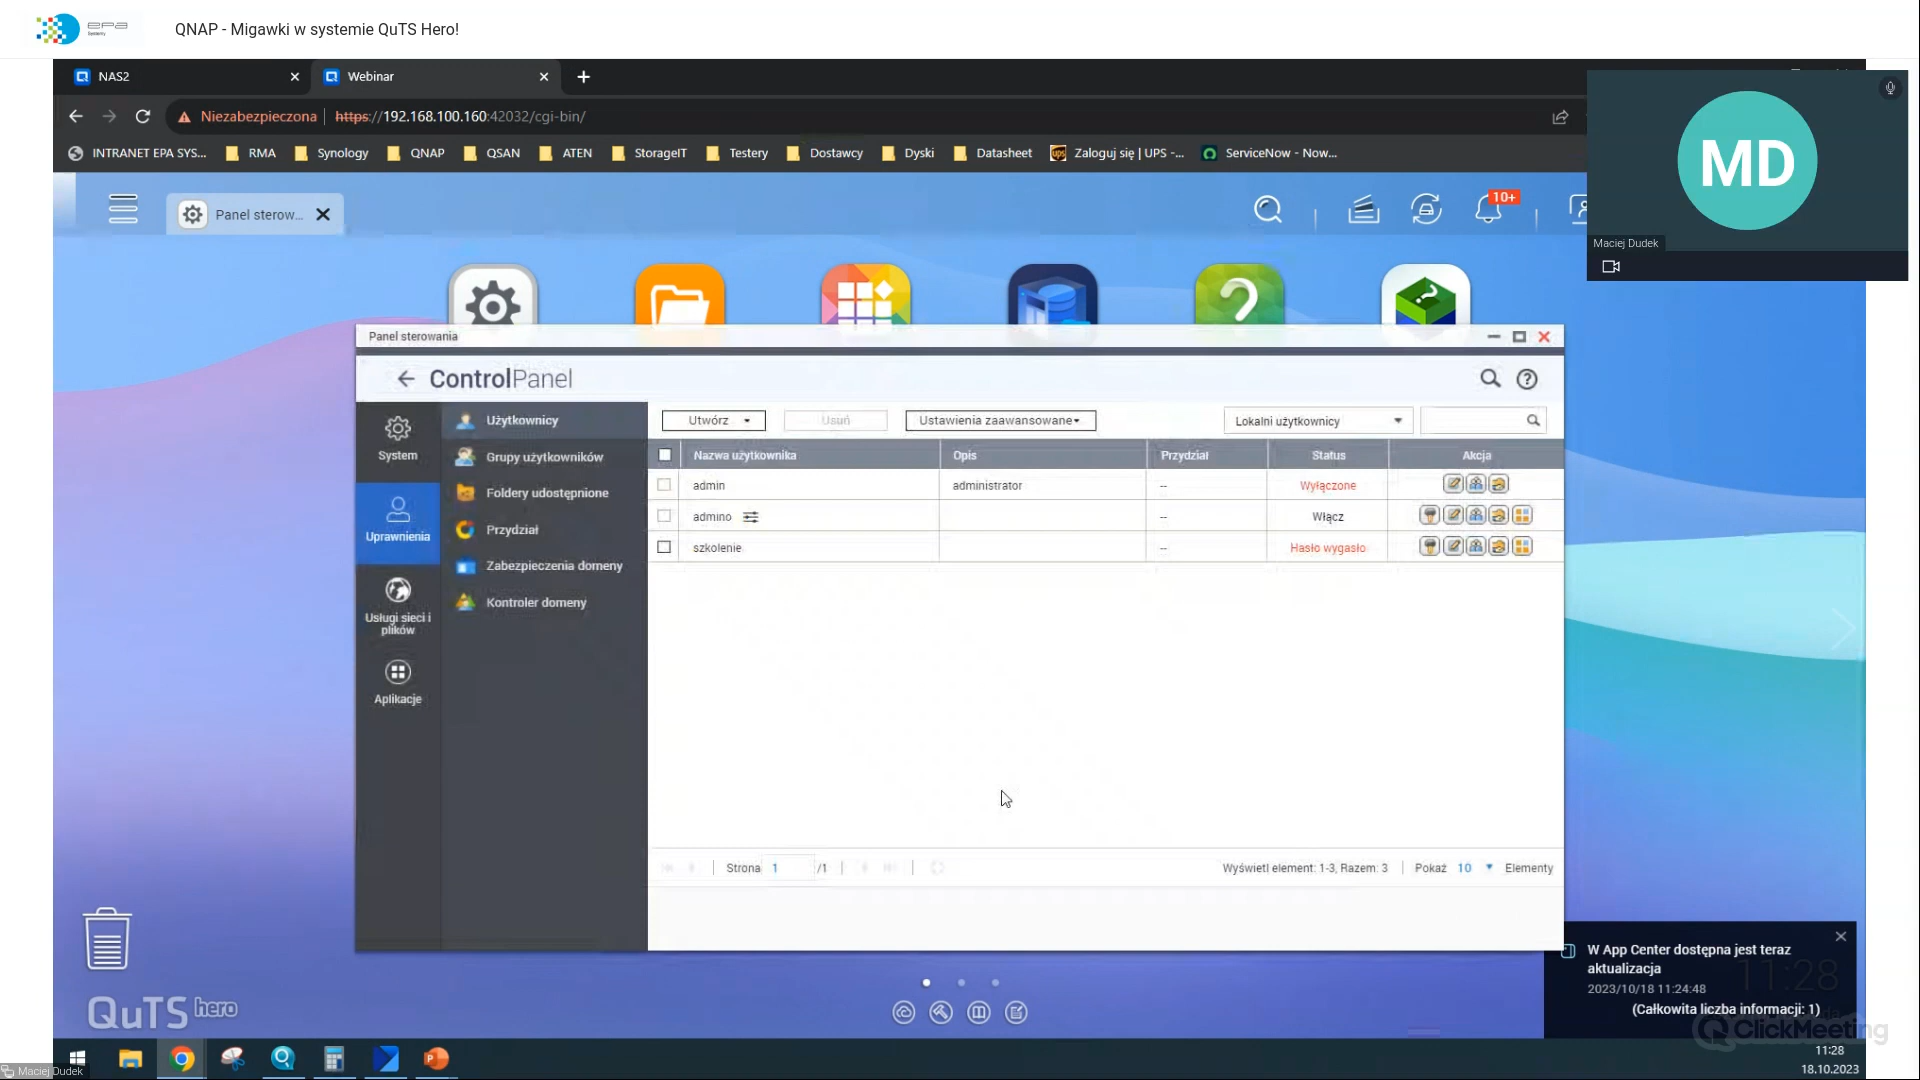 epa
Systemy
QNAP - Migawki w systemie QuTS Hero!
NAS2
Webinar
Niezabezpieczona
https://192.168.100.160:42032/cgi-bin/
INTRANET EPA SYS...
RMA
Synology
QNAP
QSAN
ATEN
StorageIT
Testery
Dostawcy
Dyski
Datasheet
ups
Zaloguj się | UPS -...
ServiceNow - Now...
Panel sterow...
10+
MD
Maciej Dudek
Panel sterowania
ControlPanel
System
Uprawnienia
Usługi sieci i
plików
Aplikacje
Użytkownicy
Grupy użytkowników
Foldery udostępnione
Przydział
Zabezpieczenia domeny
Kontroler domeny
Utwórz
Usuń
Ustawienia zaawansowane
Lokalni użytkownicy
Nazwa użytkownika Opis Przydział Status Akcja
admin administrator -- Wyłączone
admino -- Włącz
szkolenie -- Hasło wygasło
Strona 1 /1
Wyświetl element: 1-3, Razem: 3 | Pokaż 10 Elementy
W App Center dostępna jest teraz
aktualizacja
2023/10/18 11:24:48
(Całkowita liczba informacji: 1)
11:28
QuTS hero
ClickMeeting
11:28
18.10.2023
Maciej Dudek